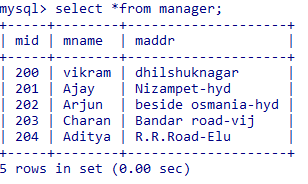 mysql> select *from manager;
+-----+--------+--------------------+
| mid | mname  | maddr              |
+-----+--------+--------------------+
| 200 | vikram | dhilshuknagar      |
| 201 | Ajay   | Nizampet-hyd       |
| 202 | Arjun  | beside osmania-hyd |
| 203 | Charan | Bandar road-vij    |
| 204 | Aditya | R.R.Road-Elu       |
+-----+--------+--------------------+
5 rows in set (0.00 sec)